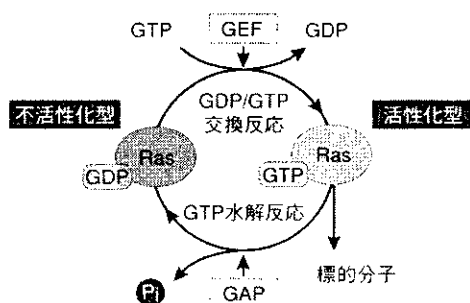 GTP
GEF
GDP
不活性化型
GDP/GTP
交換反応
活性化型
Ras
GDP
Ras
GTP
GTP水解反応
Pi
GAP
標的分子